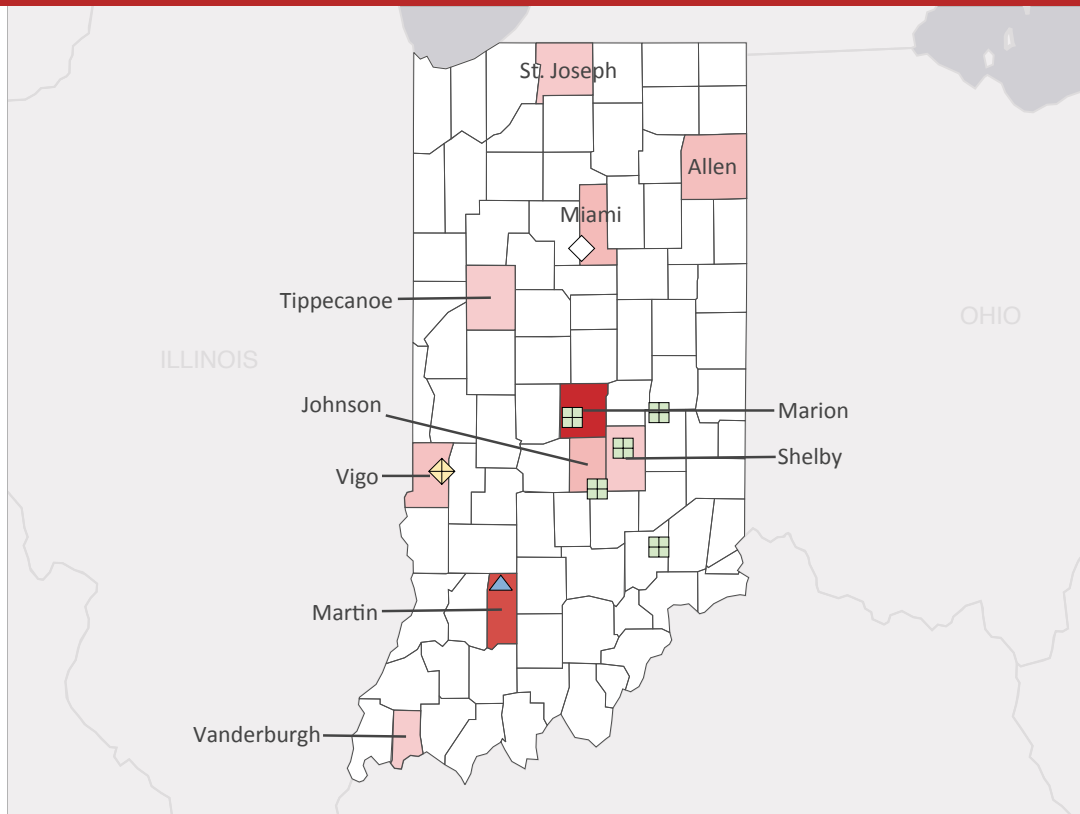 St. Joseph
Allen
Miami
Tippecanoe
OHIO
ILLINOIS
Johnson
Marion
Shelby
Vigo
Martin
Vanderburgh